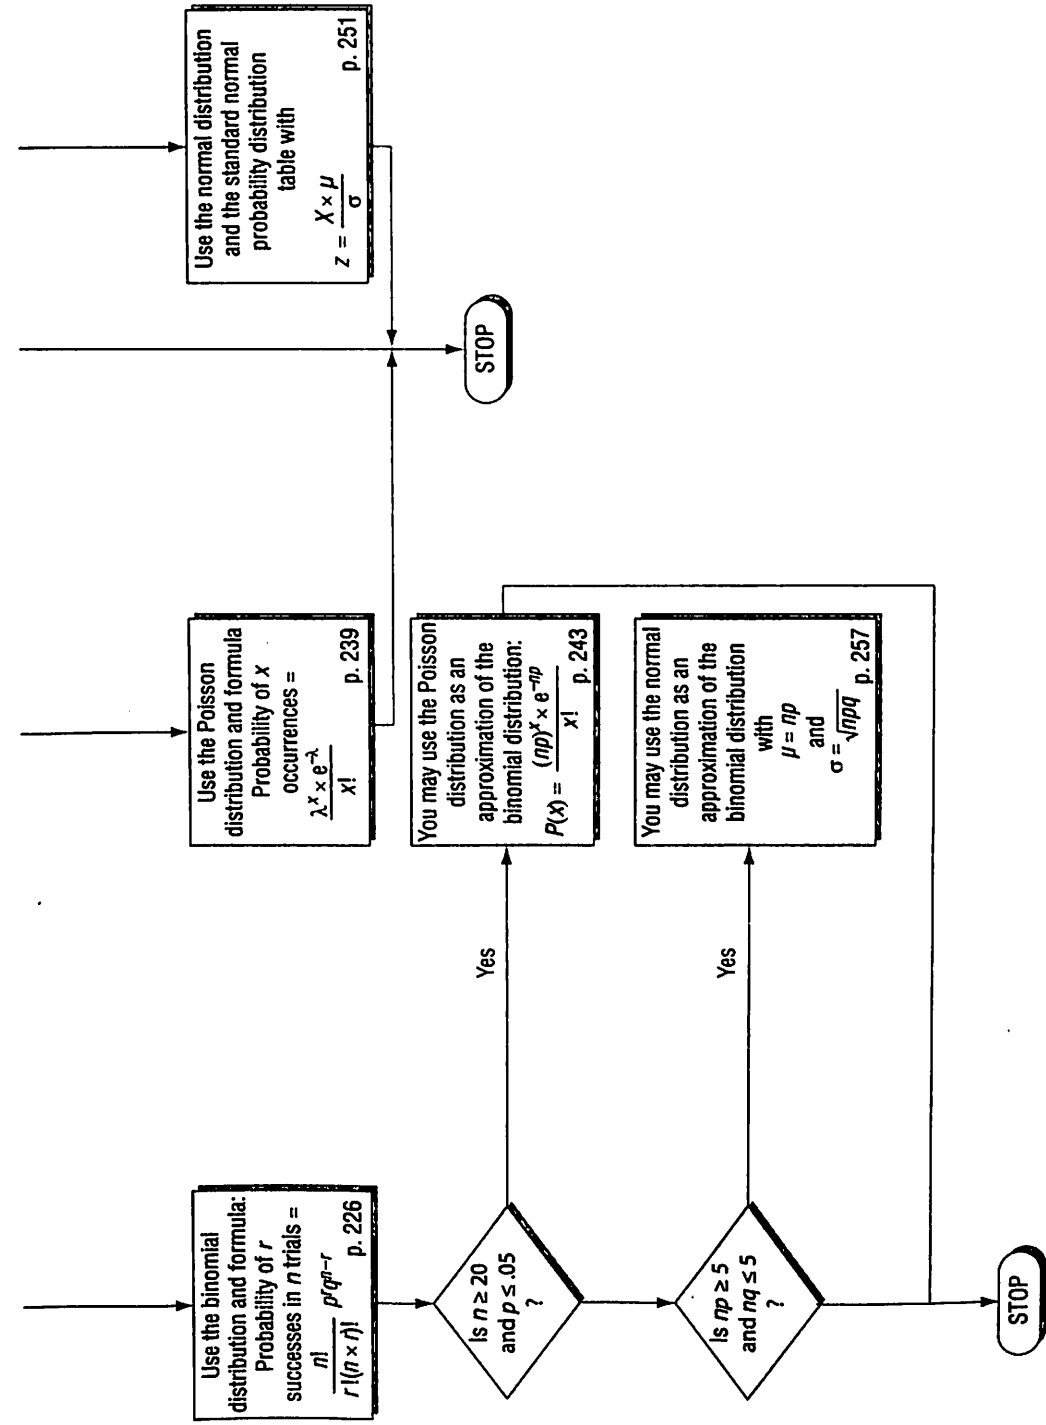 Use the binomial
distribution and formula:
Probability of r
successes in n trials =
n!
r!(n × r)! p^r q^n–r
p. 226
Use the Poisson
distribution and formula
Probability of x
occurrences =
λ^x × e^–λ
x!
p. 239
Use the normal distribution
and the standard normal
probability distribution
table with
z = X × μ
σ
p. 251
STOP
Is n ≥ 20
and p ≤ .05
?
Yes
You may use the Poisson
distribution as an
approximation of the
binomial distribution:
P(x) = (np)^x × e^–np
x!
p. 243
Is np ≥ 5
and nq ≤ 5
?
Yes
You may use the normal
distribution as an
approximation of the
binomial distribution
with
μ = np
and
σ = √npq
p. 257
STOP